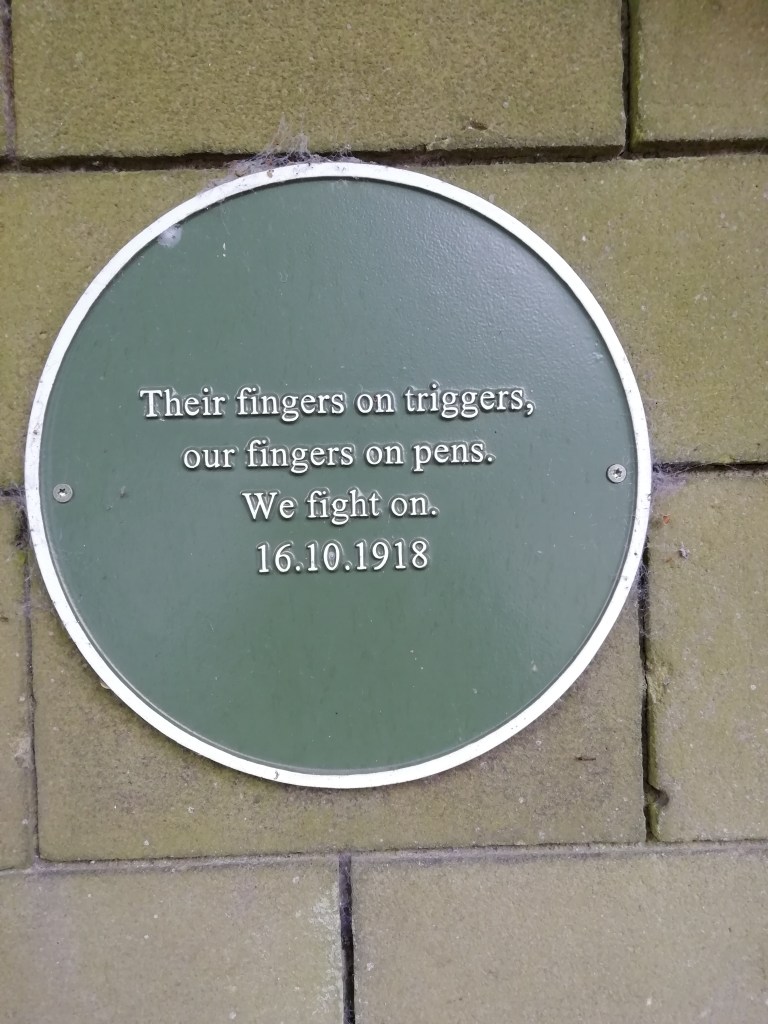 Their fingers on triggers,
our fingers on pens.
We fight on.
16.10.1918